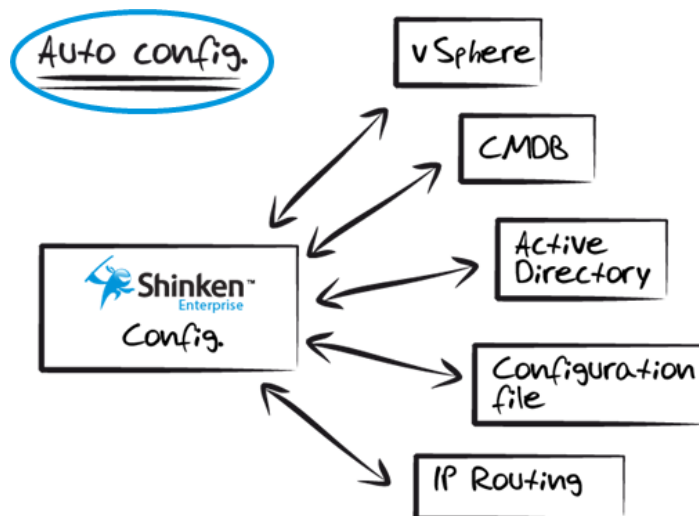 Auto config.
vSphere
CMDB
Active
Directory
Shinken™
Enterprise
Config.
Configuration
file
IP Routing